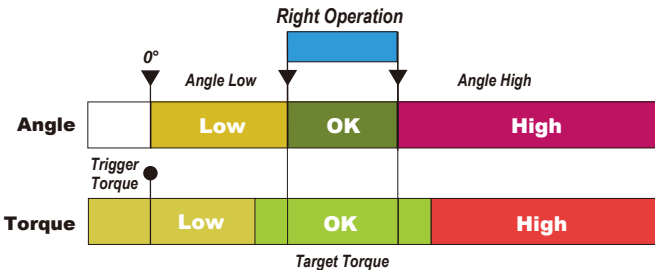 Right Operation
0°
Angle Low
Angle High
Angle
Low
OK
High
Trigger
Torque
Torque
Low
OK
High
Target Torque